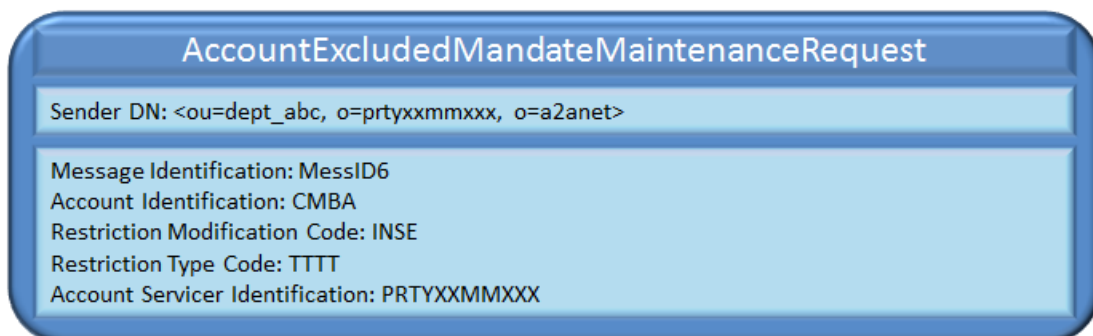 AccountExcludedMandateMaintenanceRequest
Sender DN: <ou=dept_abc, o=prtyxxmmxxx, o=a2anet>
Message Identification: MessID6
Account Identification: CMBA
Restriction Modification Code: INSE
Restriction Type Code: TTTT
Account Servicer Identification: PRTYXXMMXXX